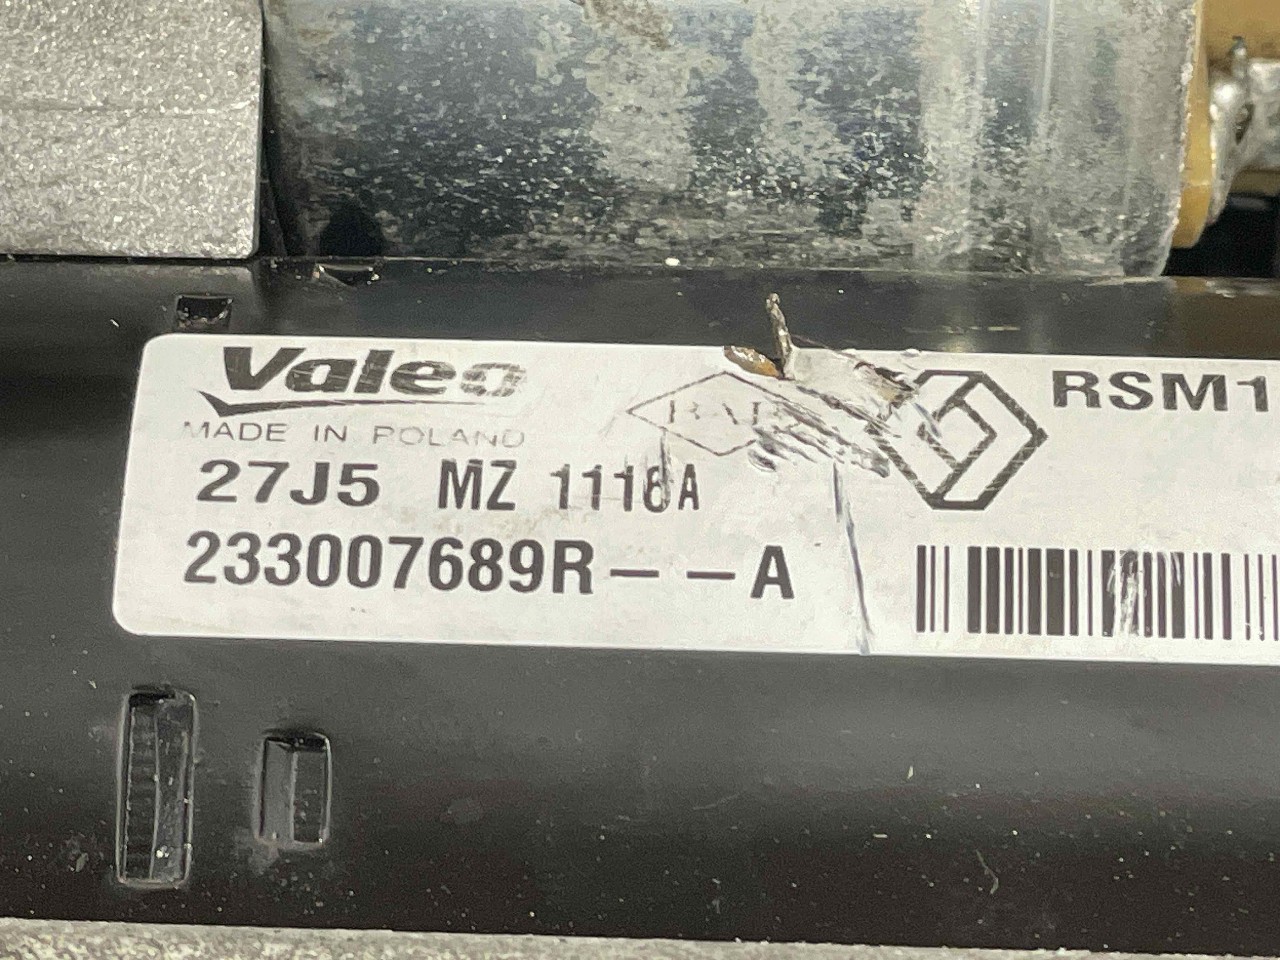 Valeo
MADE IN POLAND
27J5 MZ 1116A
233007689R--A
RSM1